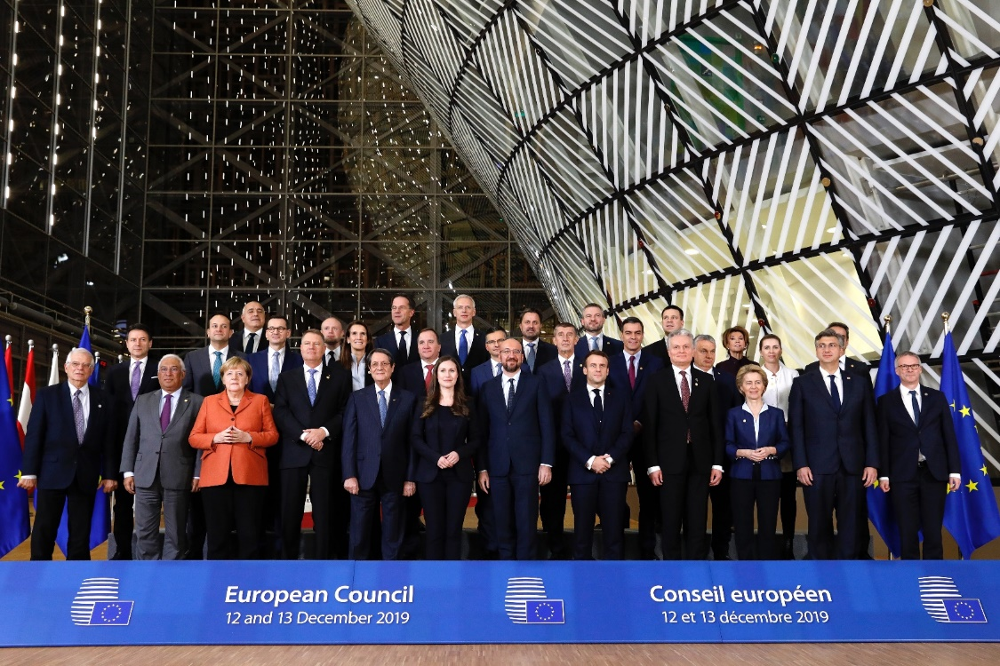 European Council
12 and 13 December 2019
Conseil européen
12 et 13 décembre 2019